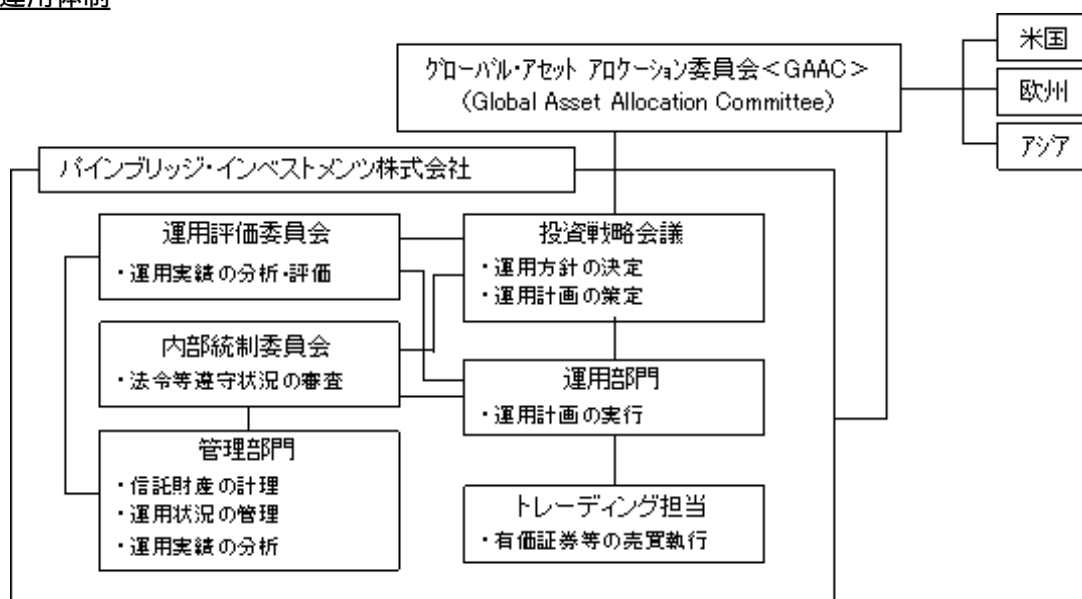 運用体制
グローバル・アセット アロケーション委員会＜GAAC＞
（Global Asset Allocation Committee）
米国
欧州
アジア
パインブリッジ・インベストメンツ株式会社
運用評価委員会
・運用実績の分析・評価
投資戦略会議
・運用方針の決定
・運用計画の策定
内部統制委員会
・法令等遵守状況の審査
運用部門
・運用計画の実行
管理部門
・信託財産の計理
・運用状況の管理
・運用実績の分析
トレーディング担当
・有価証券等の売買執行